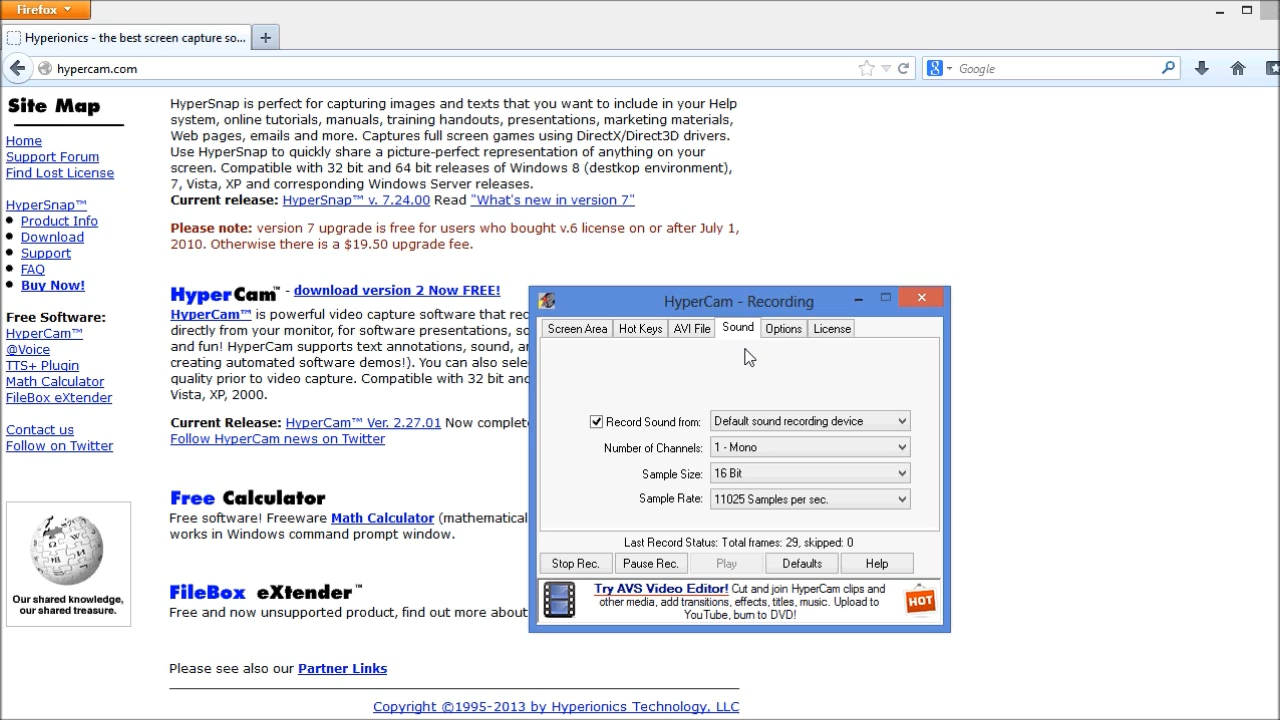 Firefox
Hyperionics - the best screen capture so...
hypercam.com
Google
Site Map
Home
Support Forum
Find Lost License
HyperSnap™
Product Info
Download
Support
FAQ
Buy Now!
Free Software:
HyperCam™
@Voice
TTS+ Plugin
Math Calculator
FileBox eXtender
Contact us
Follow on Twitter
Our shared knowledge,
our shared treasure.
HyperSnap is perfect for capturing images and texts that you want to include in your Help
system, online tutorials, manuals, training handouts, presentations, marketing materials,
Web pages, emails and more. Captures full screen games using DirectX/Direct3D drivers.
Use HyperSnap to quickly share a picture-perfect representation of anything on your
screen. Compatible with 32 bit and 64 bit releases of Windows 8 (destkop environment),
7, Vista, XP and corresponding Windows Server releases.
Current release: HyperSnap™ v. 7.24.00 Read "What's new in version 7"
Please note: version 7 upgrade is free for users who bought v.6 license on or after July 1,
2010. Otherwise there is a $19.50 upgrade fee.
HyperCam™ - download version 2 Now FREE!
HyperCam™ is powerful video capture software that rec
directly from your monitor, for software presentations, so
and fun! HyperCam supports text annotations, sound, an
creating automated software demos!). You can also sele
quality prior to video capture. Compatible with 32 bit and
Vista, XP, 2000.
Current Release: HyperCam™ Ver. 2.27.01 Now complete
Follow HyperCam news on Twitter
Free Calculator
Free software! Freeware Math Calculator (mathematical
works in Windows command prompt window.
FileBox eXtender™
Free and now unsupported product, find out more about
Please see also our Partner Links
Copyright ©1995-2013 by Hyperionics Technology, LLC
HyperCam - Recording
Screen Area Hot Keys AVI File Sound Options License
Record Sound from: Default sound recording device
Number of Channels: 1 - Mono
Sample Size: 16 Bit
Sample Rate: 11025 Samples per sec.
Last Record Status: Total frames: 29, skipped: 0
Stop Rec. Pause Rec. Play Defaults Help
Try AVS Video Editor! Cut and join HyperCam clips and
other media, add transitions, effects, titles, music. Upload to
YouTube, burn to DVD!
HOT